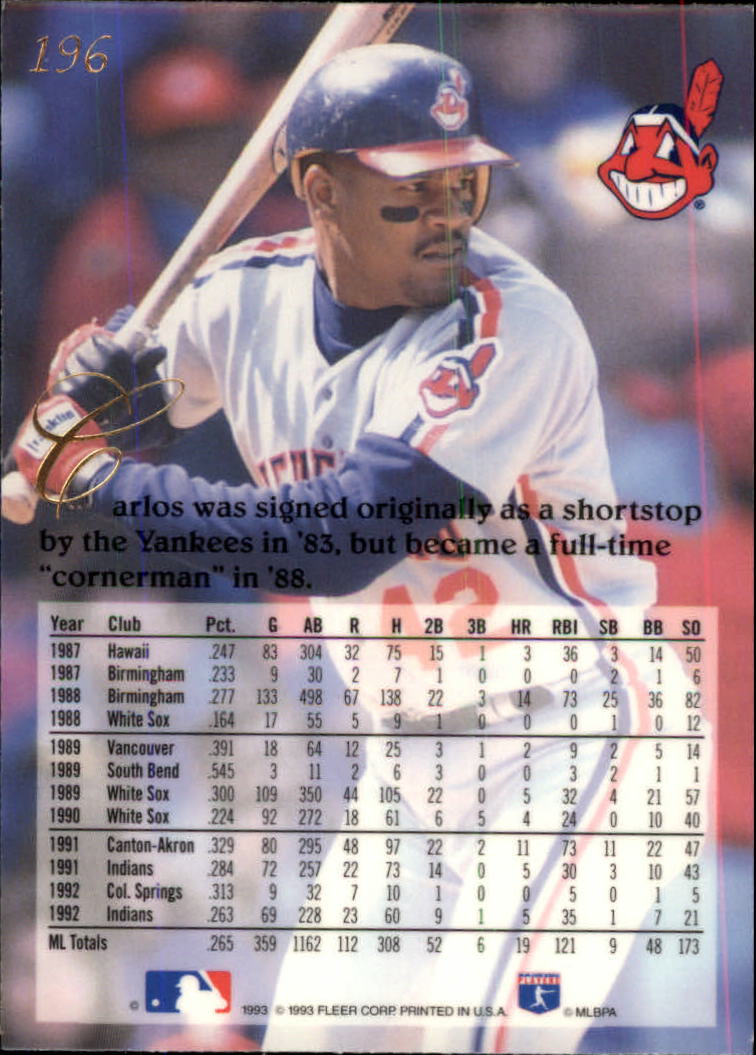 196
Franklin
Carlos was signed originally as a shortstop
by the Yankees in '83, but became a full-time
"cornerman" in '88.
42
Year Club Pct. G AB R H 2B 3B HR RBI SB BB SO
1987 Hawaii .247 83 304 32 75 15 1 3 36 3 14 50
1987 Birmingham .233 9 30 2 7 1 0 0 0 2 1 6
1988 Birmingham .277 133 498 67 138 22 3 14 73 25 36 82
1988 White Sox .164 17 55 5 9 1 0 0 0 1 0 12
1989 Vancouver .391 18 64 12 25 3 1 2 9 2 5 14
1989 South Bend .545 3 11 2 6 3 0 0 3 2 1 1
1989 White Sox .300 109 350 44 105 22 0 5 32 4 21 57
1990 White Sox .224 92 272 18 61 6 5 4 24 0 10 40
1991 Canton-Akron .329 80 295 48 97 22 2 11 73 11 22 47
1991 Indians .284 72 257 22 73 14 0 5 30 3 10 43
1992 Col. Springs .313 9 32 7 10 1 0 0 5 0 1 5
1992 Indians .263 69 228 23 60 9 1 5 35 1 7 21
ML Totals .265 359 1162 112 308 52 6 19 121 9 48 173
© 1993 © 1993 FLEER CORP. PRINTED IN U.S.A. PLAYERS © MLBPA